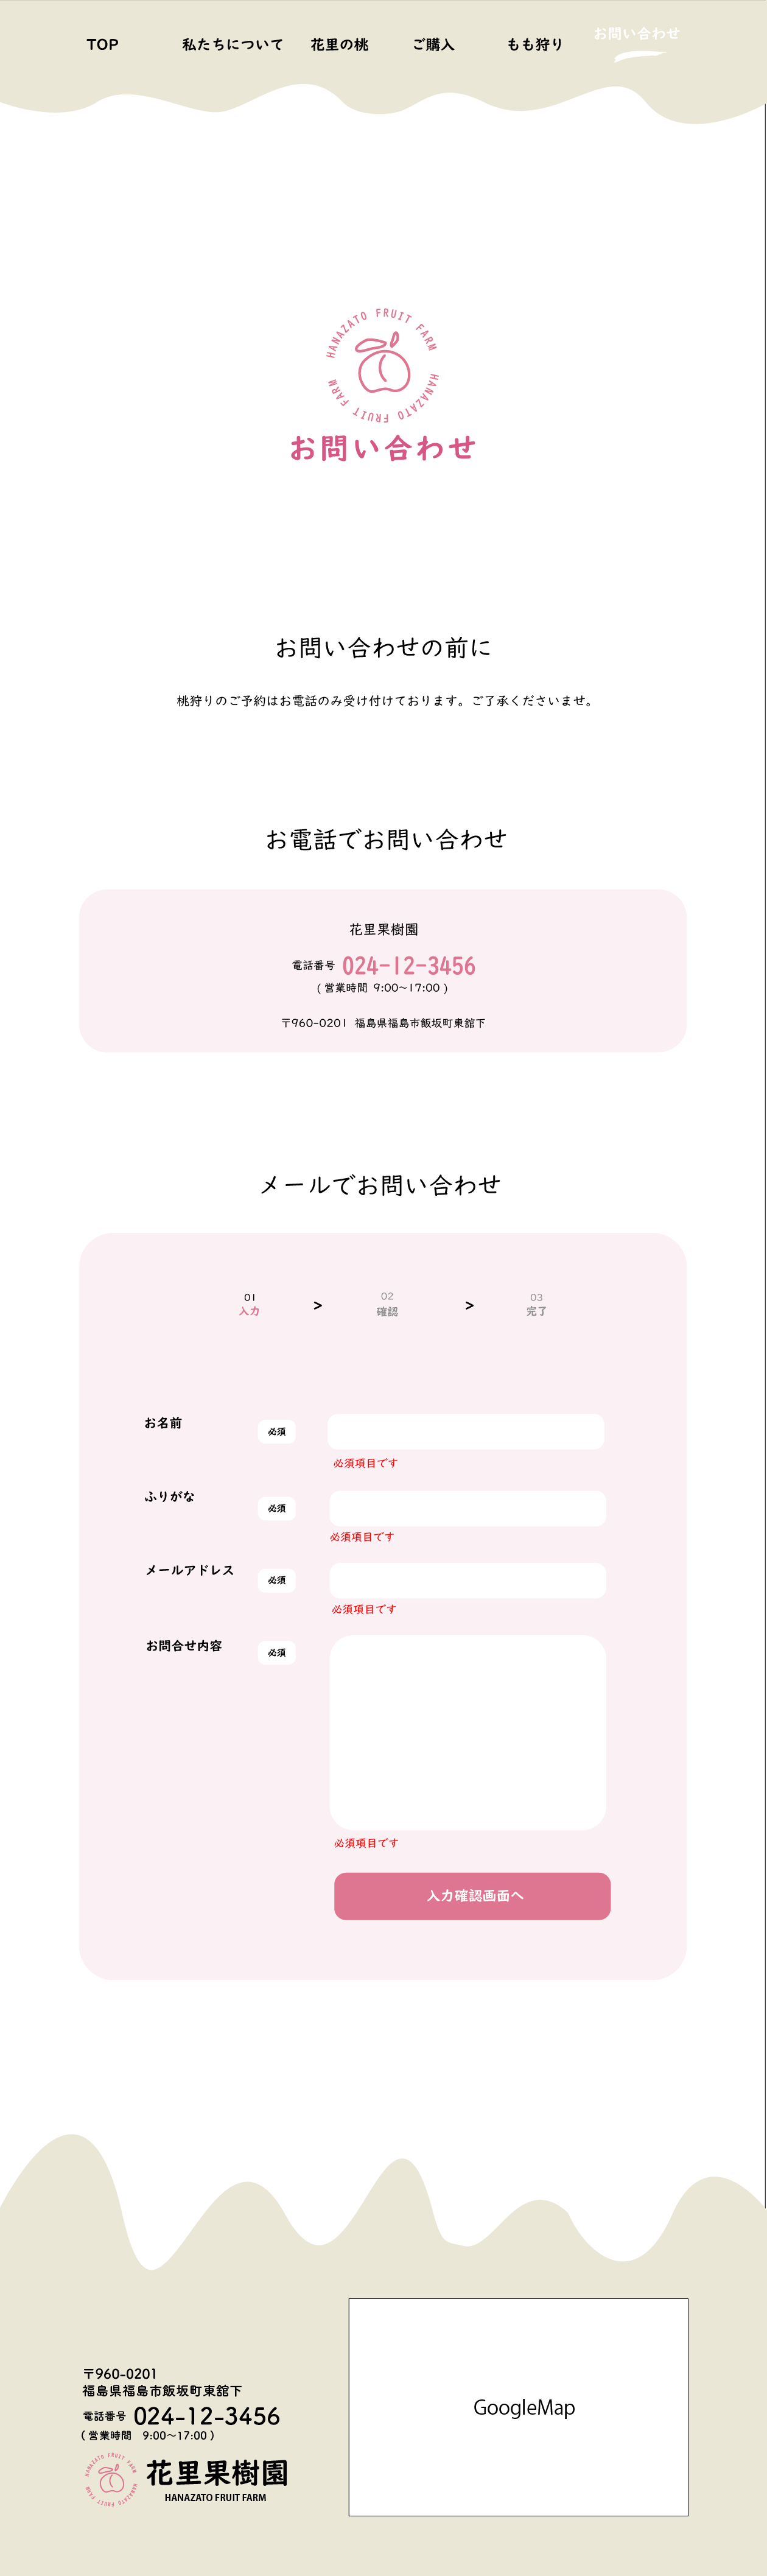 TOP
私たちについて
花里の桃
ご購入
もも狩り
お問い合わせ
HANAZATO FRUIT FARM
HANAZATO FRUIT FARM
お問い合わせ
お問い合わせの前に
桃狩りのご予約はお電話のみ受け付けております。ご了承くださいませ。
お電話でお問い合わせ
花里果樹園
電話番号 024-12-3456
( 営業時間 9:00～17:00 )
〒960-0201 福島県福島市飯坂町東舘下
メールでお問い合わせ
01
入力
>
02
確認
>
03
完了
お名前
必須
必須項目です
ふりがな
必須
必須項目です
メールアドレス
必須
必須項目です
お問合せ内容
必須
必須項目です
入力確認画面へ
〒960-0201
福島県福島市飯坂町東舘下
電話番号 024-12-3456
( 営業時間 9:00～17:00 )
HANAZATO FRUIT FARM
HANAZATO FRUIT FARM
花里果樹園
HANAZATO FRUIT FARM
GoogleMap